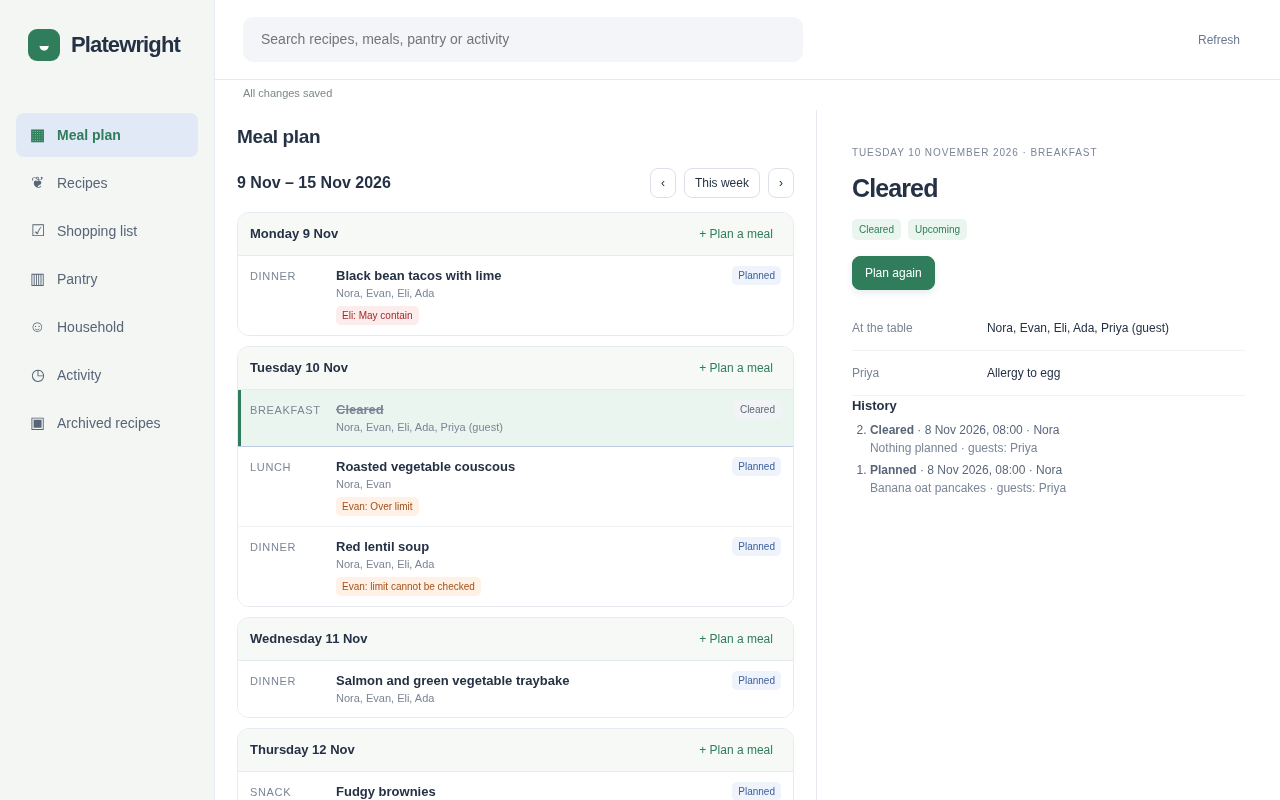 Platewright
Search recipes, meals, pantry or activity
Refresh
All changes saved
Meal plan
Recipes
Shopping list
Pantry
Household
Activity
Archived recipes
Meal plan
9 Nov – 15 Nov 2026
‹ This week ›
Monday 9 Nov + Plan a meal
DINNER Black bean tacos with lime Planned
Nora, Evan, Eli, Ada
Eli: May contain
Tuesday 10 Nov + Plan a meal
BREAKFAST Cleared Cleared
Nora, Evan, Eli, Ada, Priya (guest)
LUNCH Roasted vegetable couscous Planned
Nora, Evan
Evan: Over limit
DINNER Red lentil soup Planned
Nora, Evan, Eli, Ada
Evan: limit cannot be checked
Wednesday 11 Nov + Plan a meal
DINNER Salmon and green vegetable traybake Planned
Nora, Evan, Eli, Ada
Thursday 12 Nov + Plan a meal
SNACK Fudgy brownies Planned
TUESDAY 10 NOVEMBER 2026 · BREAKFAST
Cleared
Cleared Upcoming
Plan again
At the table Nora, Evan, Eli, Ada, Priya (guest)
Priya Allergy to egg
History
2. Cleared · 8 Nov 2026, 08:00 · Nora
Nothing planned · guests: Priya
1. Planned · 8 Nov 2026, 08:00 · Nora
Banana oat pancakes · guests: Priya